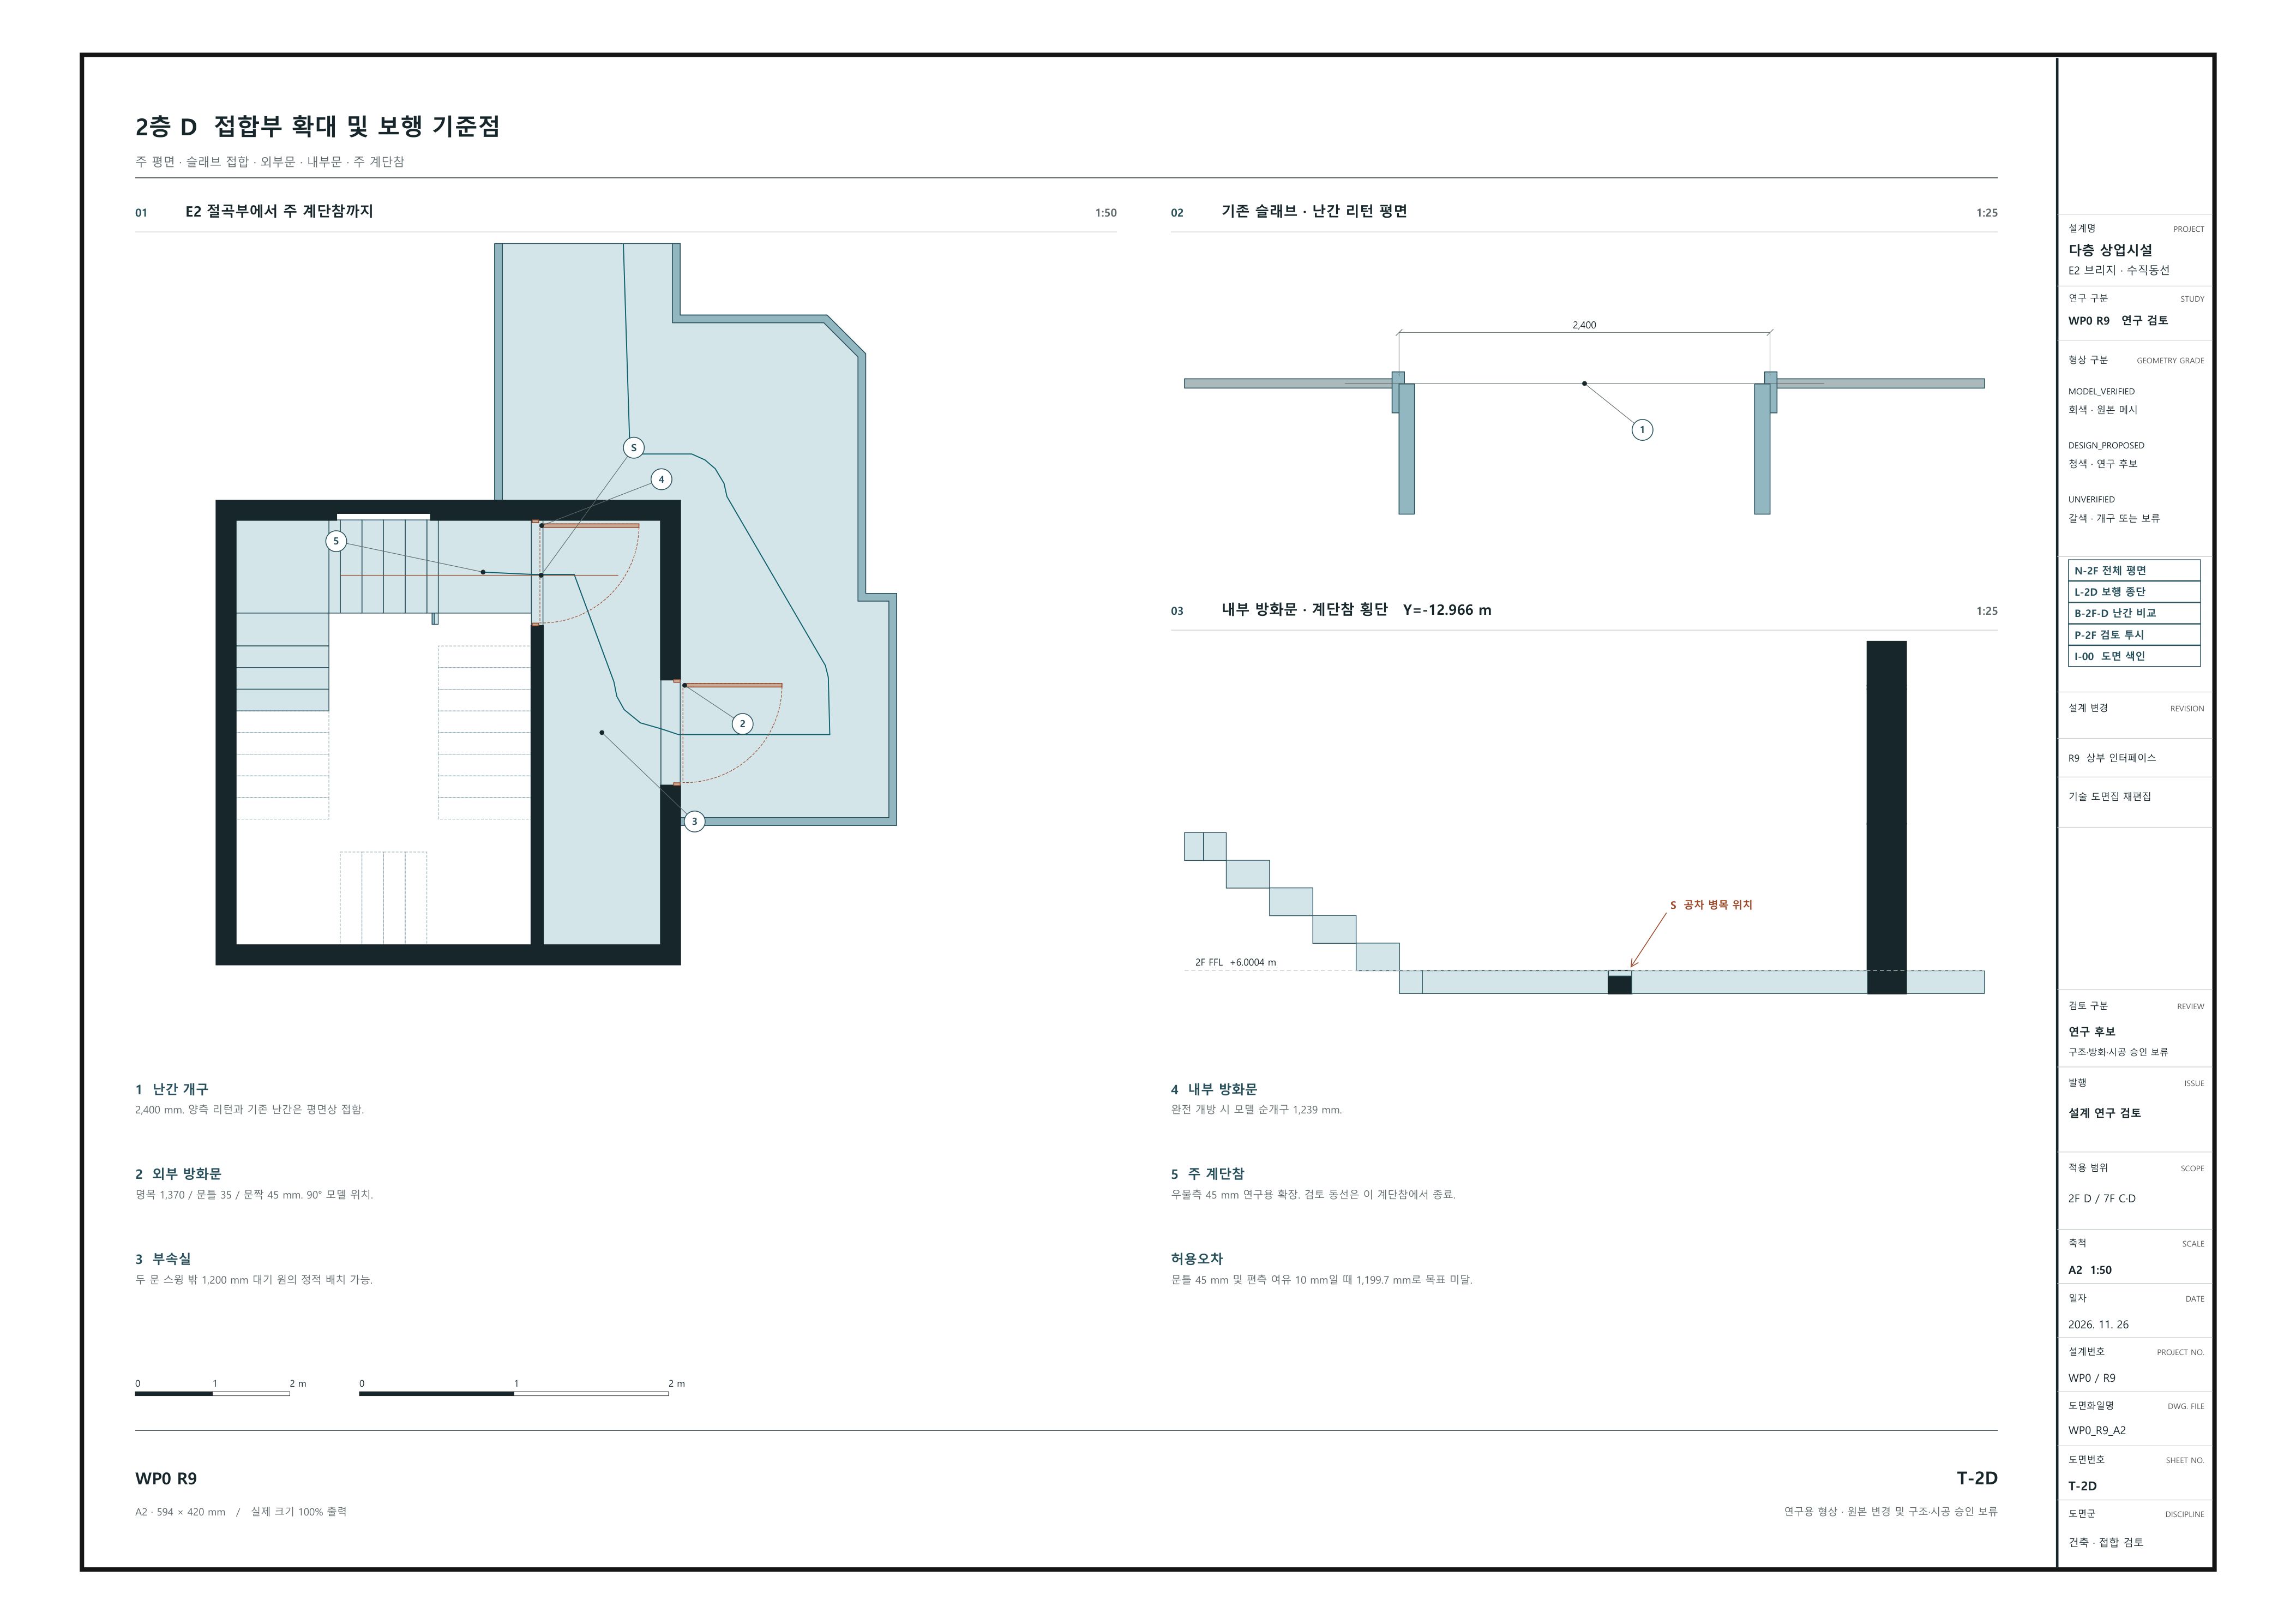 2층 D 접합부 확대 및 보행 기준점
주 평면 · 슬래브 접합 · 외부문 · 내부문 · 주 계단참
01 E2 절곡부에서 주 계단참까지 1:50
S
4
5
2
3
02 기존 슬래브 · 난간 리턴 평면 1:25
2,400
1
03 내부 방화문 · 계단참 횡단 Y=-12.966 m 1:25
S 공차 병목 위치
2F FFL +6.0004 m
1 난간 개구
2,400 mm. 양측 리턴과 기존 난간은 평면상 접함.
2 외부 방화문
명목 1,370 / 문틀 35 / 문짝 45 mm. 90° 모델 위치.
3 부속실
두 문 스윙 밖 1,200 mm 대기 원의 정적 배치 가능.
4 내부 방화문
완전 개방 시 모델 순개구 1,239 mm.
5 주 계단참
우물측 45 mm 연구용 확장. 검토 동선은 이 계단참에서 종료.
허용오차
문틀 45 mm 및 편측 여유 10 mm일 때 1,199.7 mm로 목표 미달.
0 1 2 m
0 1 2 m
WP0 R9
A2 · 594 × 420 mm / 실제 크기 100% 출력
T-2D
연구용 형상 · 원본 변경 및 구조·시공 승인 보류
설계명 PROJECT
다층 상업시설
E2 브리지 · 수직동선
연구 구분 STUDY
WP0 R9 연구 검토
형상 구분 GEOMETRY GRADE
MODEL_VERIFIED
회색 · 원본 메시
DESIGN_PROPOSED
청색 · 연구 후보
UNVERIFIED
갈색 · 개구 또는 보류
N-2F 전체 평면
L-2D 보행 종단
B-2F-D 난간 비교
P-2F 검토 투시
I-00 도면 색인
설계 변경 REVISION
R9 상부 인터페이스
기술 도면집 재편집
검토 구분 REVIEW
연구 후보
구조·방화·시공 승인 보류
발행 ISSUE
설계 연구 검토
적용 범위 SCOPE
2F D / 7F C·D
축척 SCALE
A2 1:50
일자 DATE
2026. 11. 26
설계번호 PROJECT NO.
WP0 / R9
도면화일명 DWG. FILE
WP0_R9_A2
도면번호 SHEET NO.
T-2D
도면군 DISCIPLINE
건축 · 접합 검토